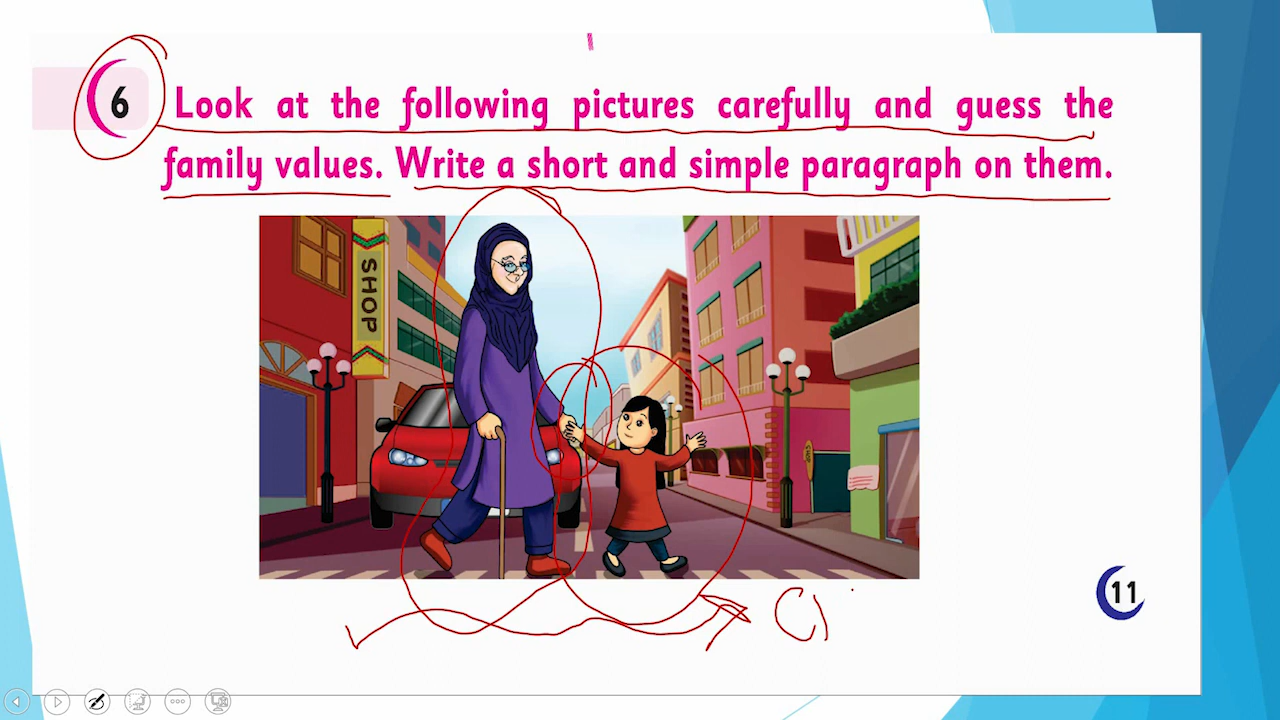 6 Look at the following pictures carefully and guess the
family values. Write a short and simple paragraph on them.
SHOP
11